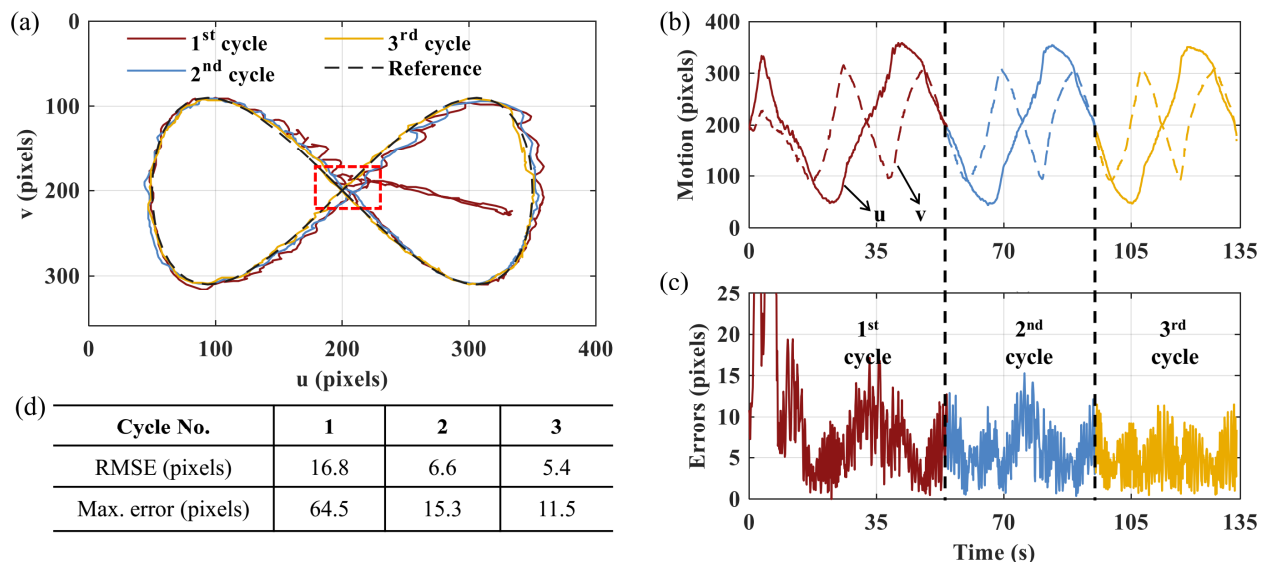 (a)
1st cycle
3rd cycle
2nd cycle
Reference
0
100
200
300
v (pixels)
0 100 200 300 400
u (pixels)
(b)
400
300
200
100
0
Motion (pixels)
u
v
0 35 70 105 135
(c)
25
20
15
10
5
0
Errors (pixels)
1st cycle
2nd cycle
3rd cycle
0 35 70 105 135
Time (s)
(d)
Cycle No. 1 2 3
RMSE (pixels) 16.8 6.6 5.4
Max. error (pixels) 64.5 15.3 11.5